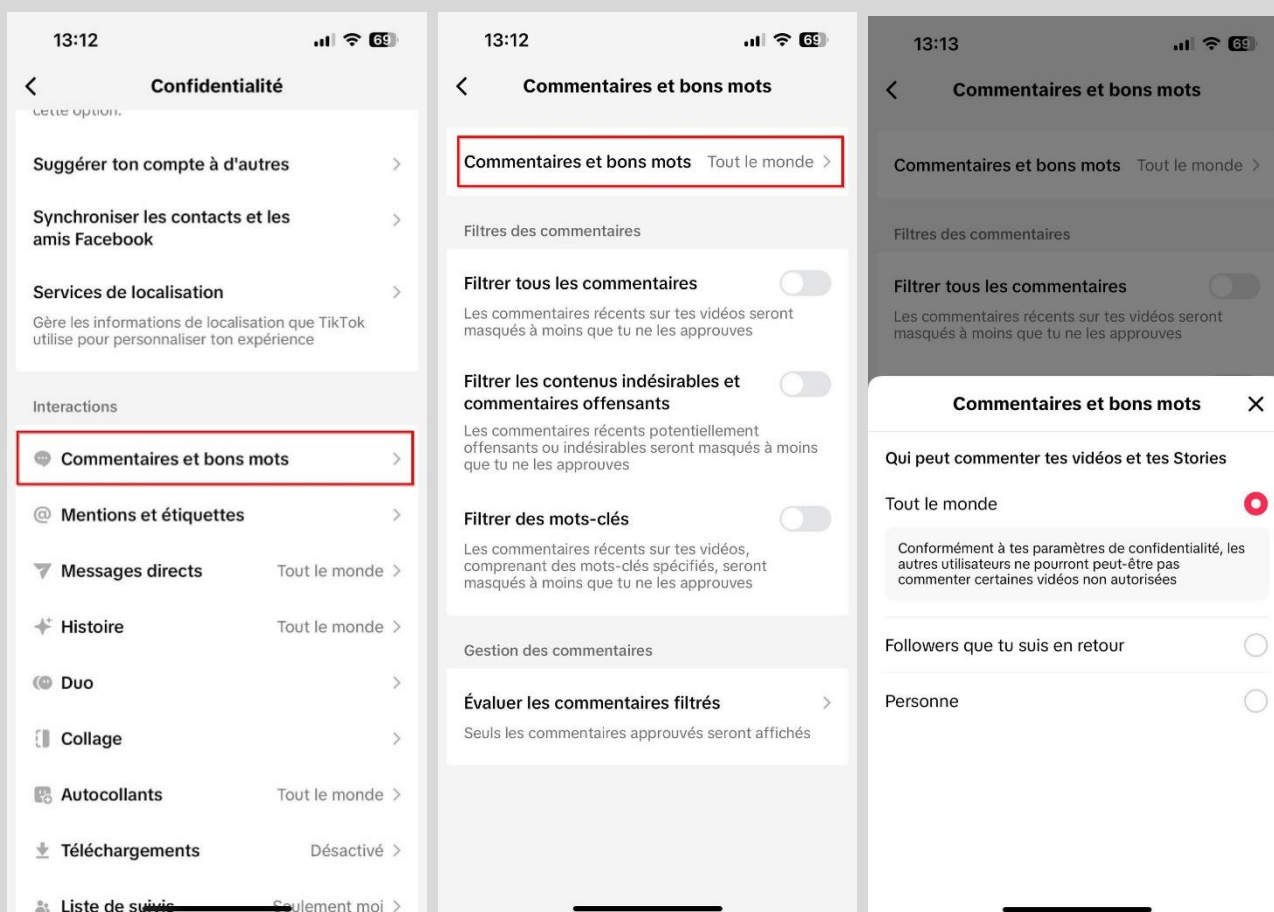 13:12
69
Confidentialité
cette option.
Suggérer ton compte à d'autres
Synchroniser les contacts et les
amis Facebook
Services de localisation
Gère les informations de localisation que TikTok
utilise pour personnaliser ton expérience
Interactions
Commentaires et bons mots
@ Mentions et étiquettes
Messages directs Tout le monde
Histoire Tout le monde
Duo
Collage
Autocollants Tout le monde
Téléchargements Désactivé
Liste de suivis Seulement moi
13:12
69
Commentaires et bons mots
Commentaires et bons mots Tout le monde
Filtres des commentaires
Filtrer tous les commentaires
Les commentaires récents sur tes vidéos seront
masqués à moins que tu ne les approuves
Filtrer les contenus indésirables et
commentaires offensants
Les commentaires récents potentiellement
offensants ou indésirables seront masqués à moins
que tu ne les approuves
Filtrer des mots-clés
Les commentaires récents sur tes vidéos,
comprenant des mots-clés spécifiés, seront
masqués à moins que tu ne les approuves
Gestion des commentaires
Évaluer les commentaires filtrés
Seuls les commentaires approuvés seront affichés
13:13
69
Commentaires et bons mots
Commentaires et bons mots Tout le monde
Filtres des commentaires
Filtrer tous les commentaires
Les commentaires récents sur tes vidéos seront
masqués à moins que tu ne les approuves
Commentaires et bons mots
Qui peut commenter tes vidéos et tes Stories
Tout le monde
Conformément à tes paramètres de confidentialité, les
autres utilisateurs ne pourront peut-être pas
commenter certaines vidéos non autorisées
Followers que tu suis en retour
Personne